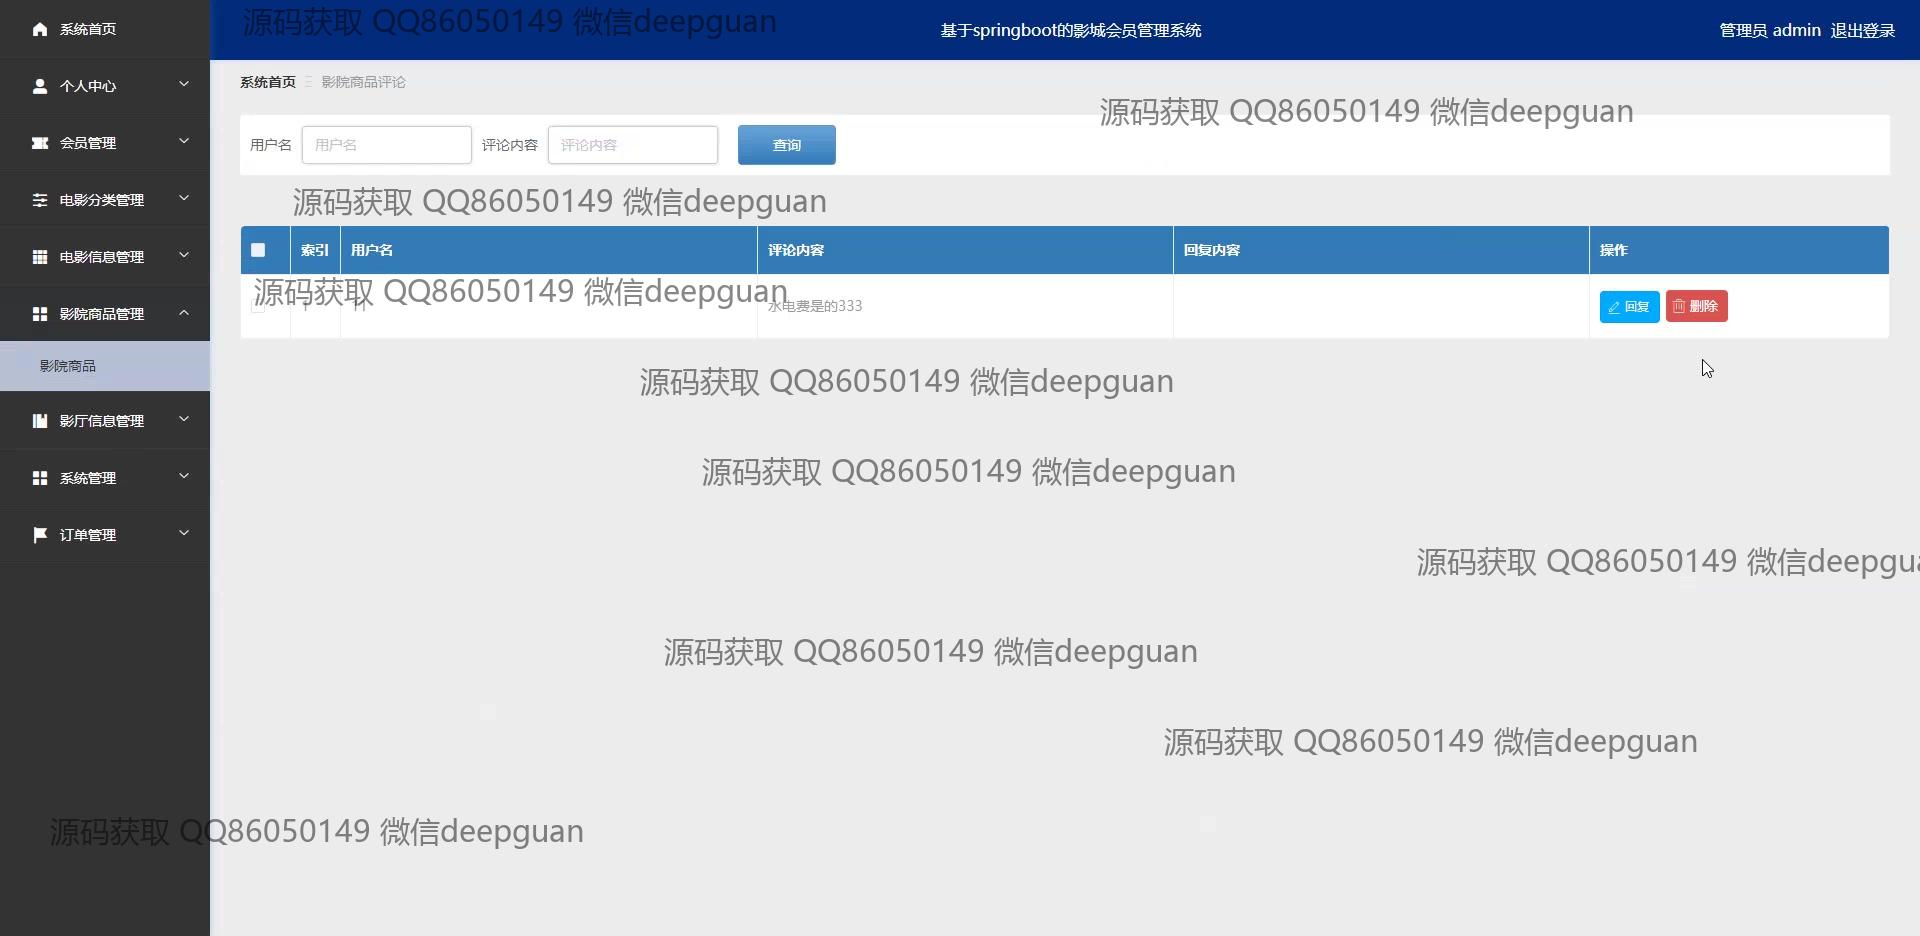 系统首页
个人中心
会员管理
电影分类管理
电影信息管理
影院商品管理
影院商品
影厅信息管理
系统管理
订单管理
源码获取 QQ86050149 微信deepguan
基于springboot的影城会员管理系统
管理员 admin 退出登录
系统首页 影院商品评论
源码获取 QQ86050149 微信deepguan
用户名 用户名 评论内容 评论内容 查询
源码获取 QQ86050149 微信deepguan
索引 用户名 评论内容 回复内容 操作
源码获取 QQ86050149 微信deepguan
水电费是的333 回复 删除
源码获取 QQ86050149 微信deepguan
源码获取 QQ86050149 微信deepguan
源码获取 QQ86050149 微信deepgua
源码获取 QQ86050149 微信deepguan
源码获取 QQ86050149 微信deepguan
源码获取 QQ86050149 微信deepguan